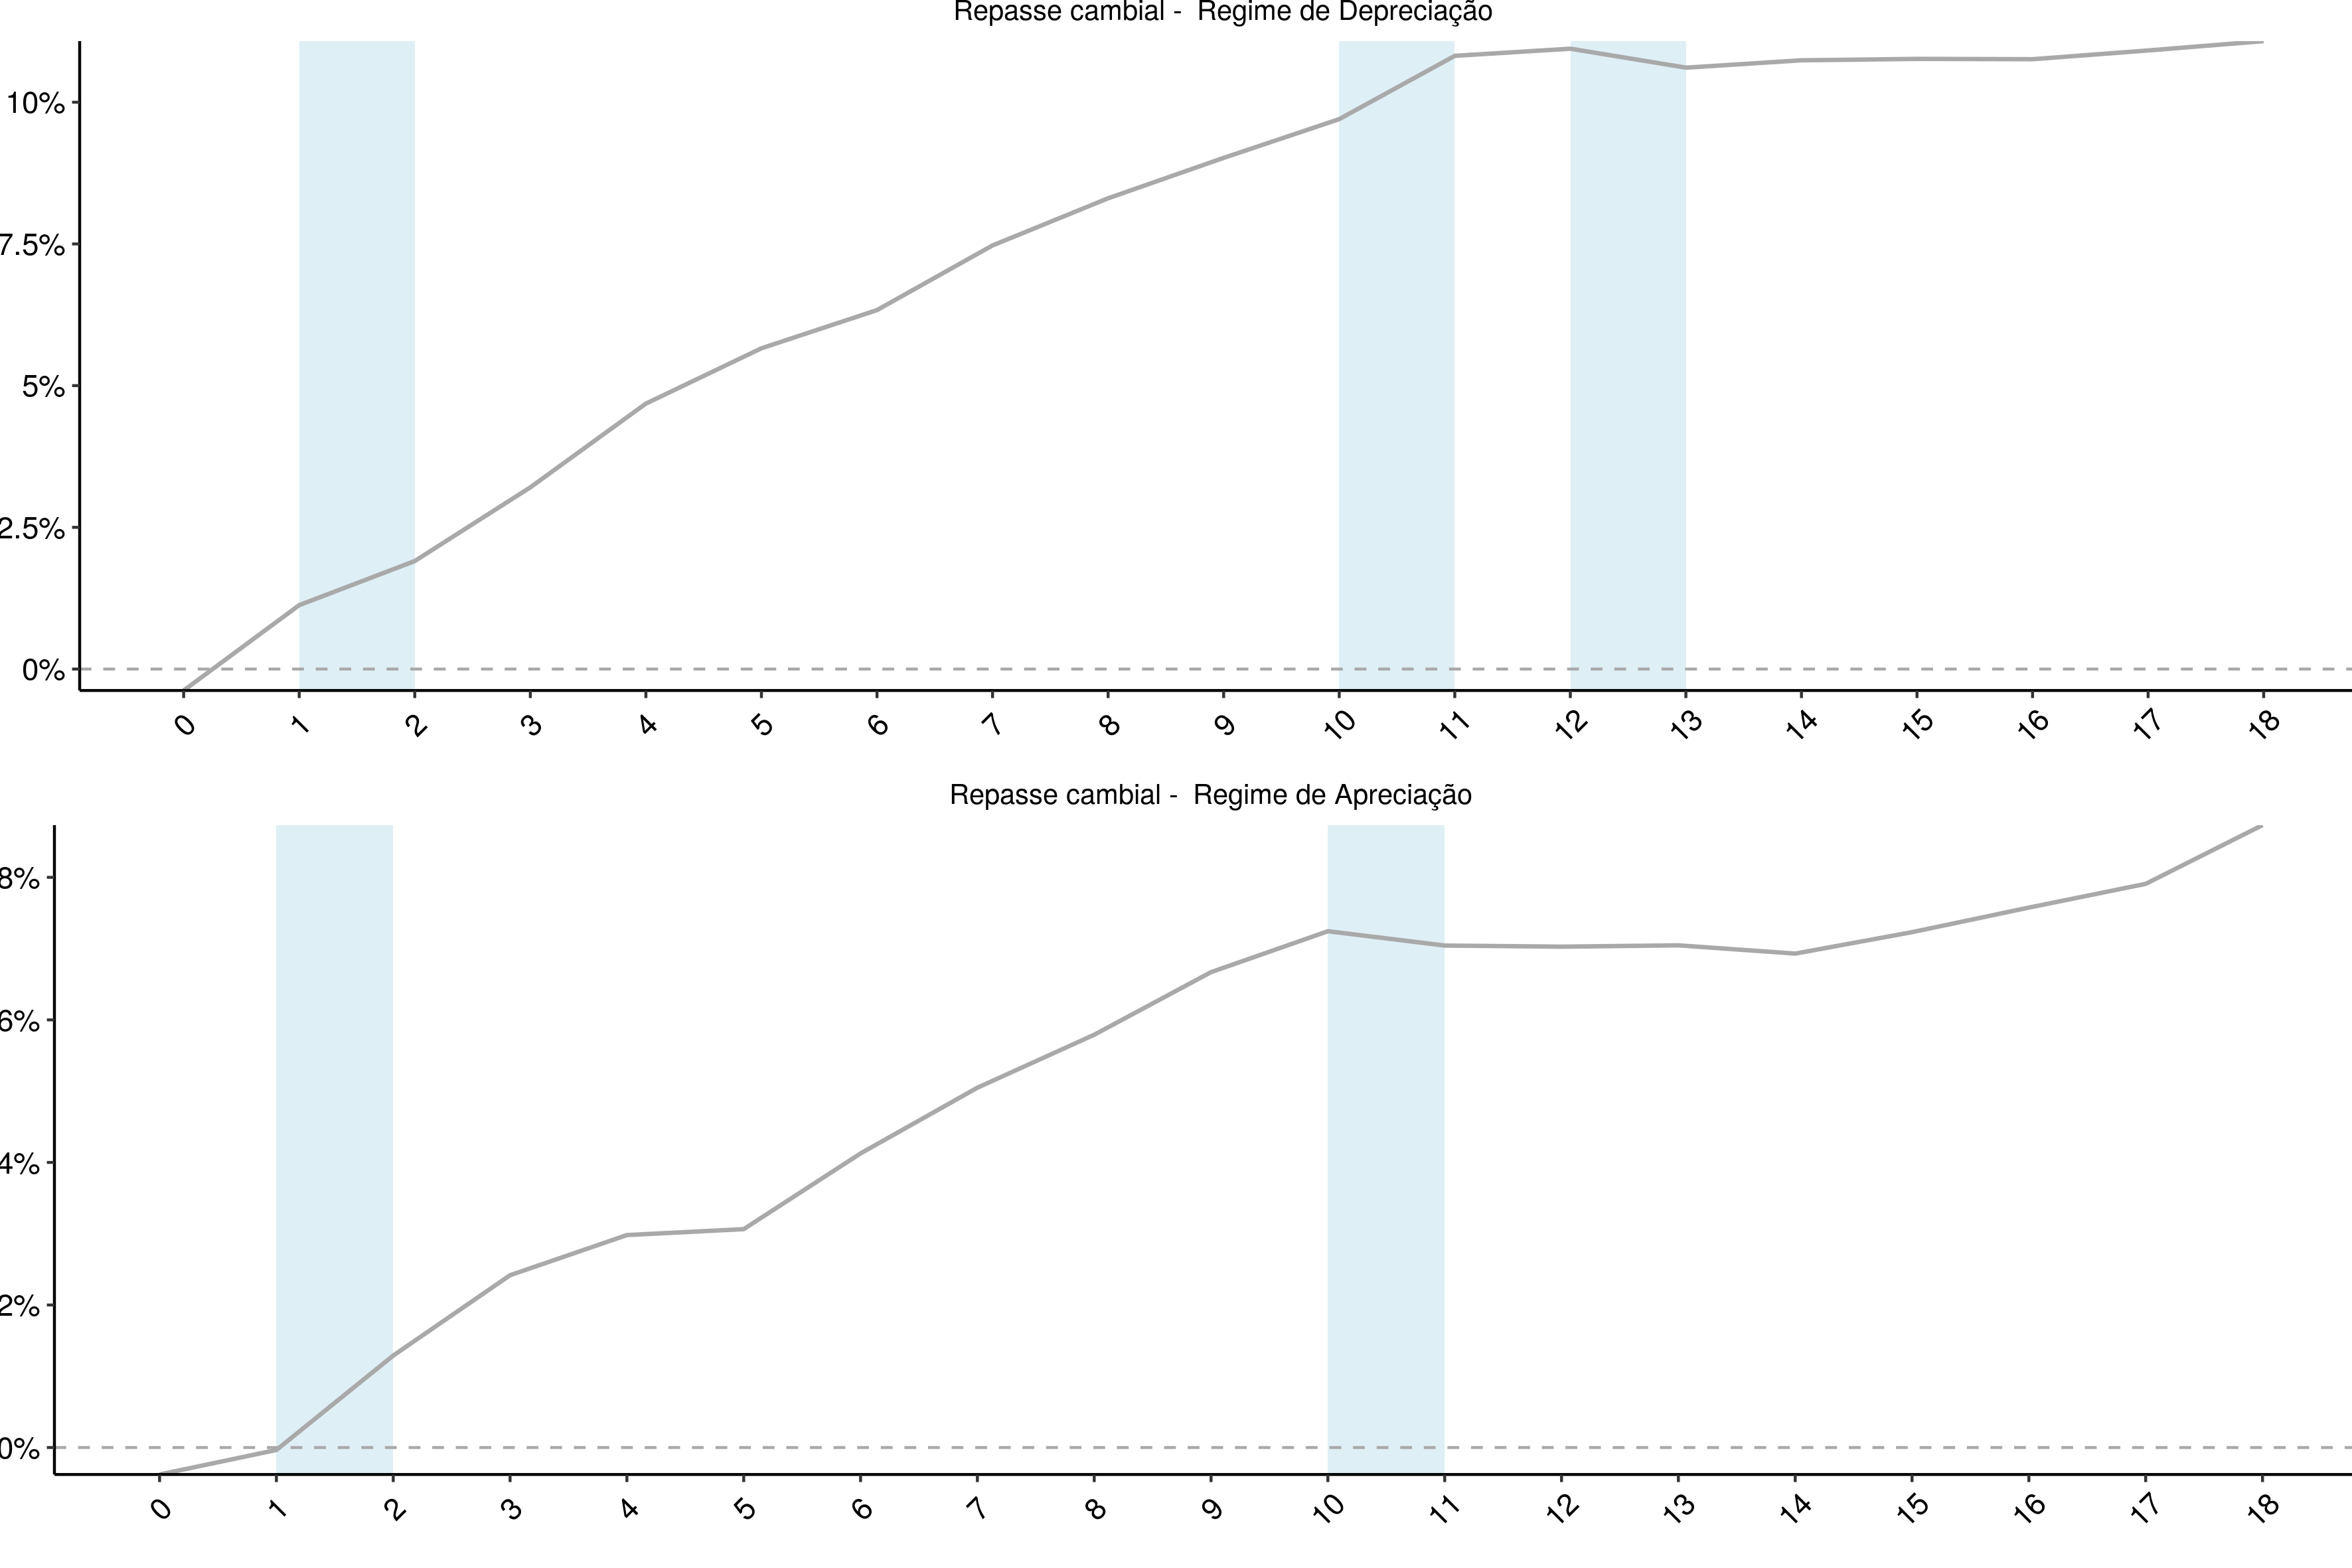 Repasse cambial -  Regime de Depreciação
10%
7.5%
5%
2.5%
0%
0 1 2 3 4 5 6 7 8 9 10 11 12 13 14 15 16 17 18
Repasse cambial -  Regime de Apreciação
8%
6%
4%
2%
0%
0 1 2 3 4 5 6 7 8 9 10 11 12 13 14 15 16 17 18